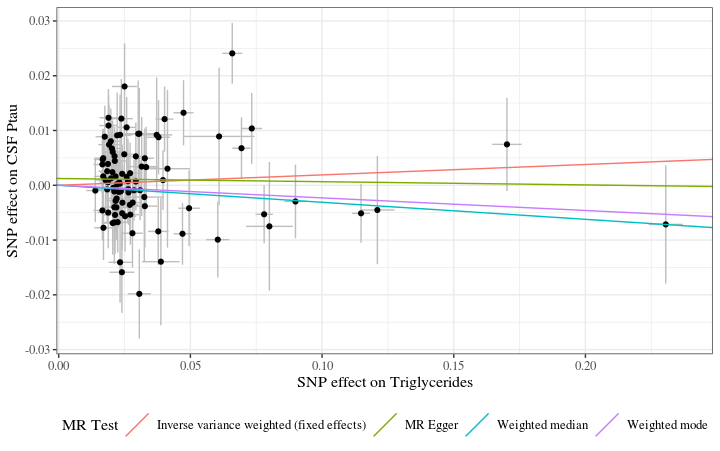 SNP effect on CSF Ptau
0.03
0.02
0.01
0.00
-0.01
-0.02
-0.03
0.00 0.05 0.10 0.15 0.20
SNP effect on Triglycerides
MR Test Inverse variance weighted (fixed effects) MR Egger Weighted median Weighted mode